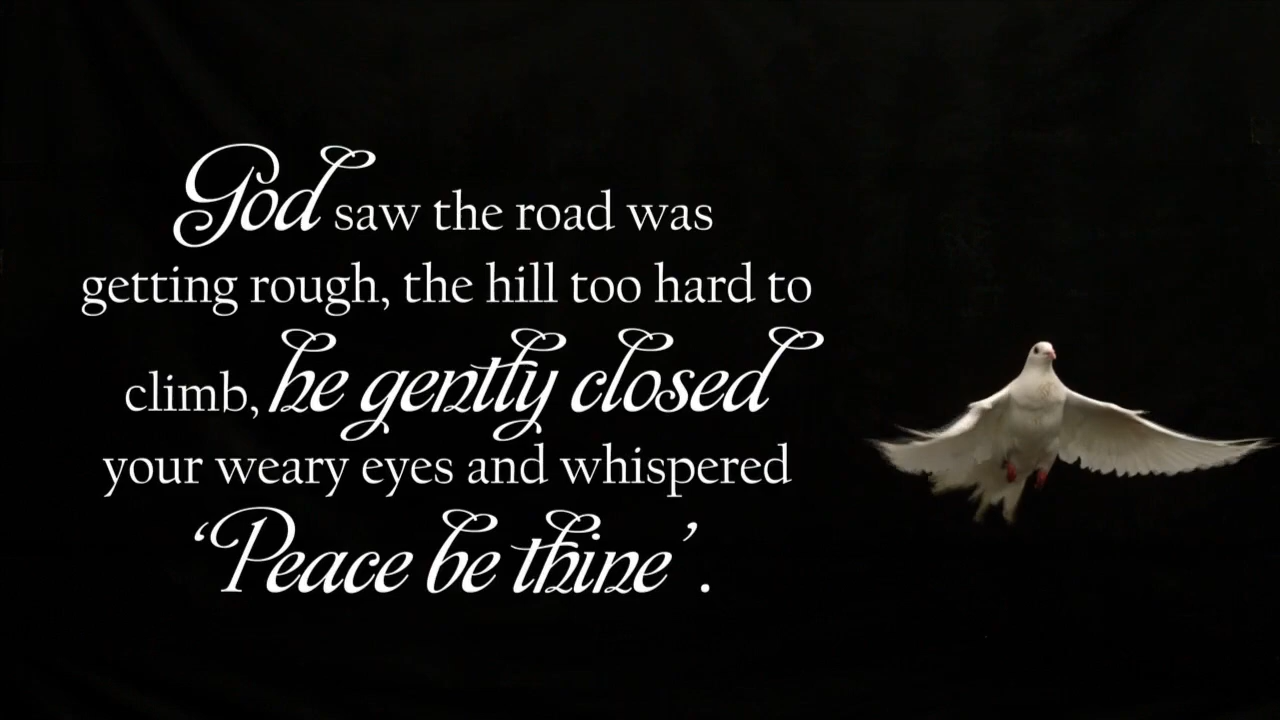 God saw the road was
getting rough, the hill too hard to
climb, he gently closed
your weary eyes and whispered
‘Peace be thine’ .